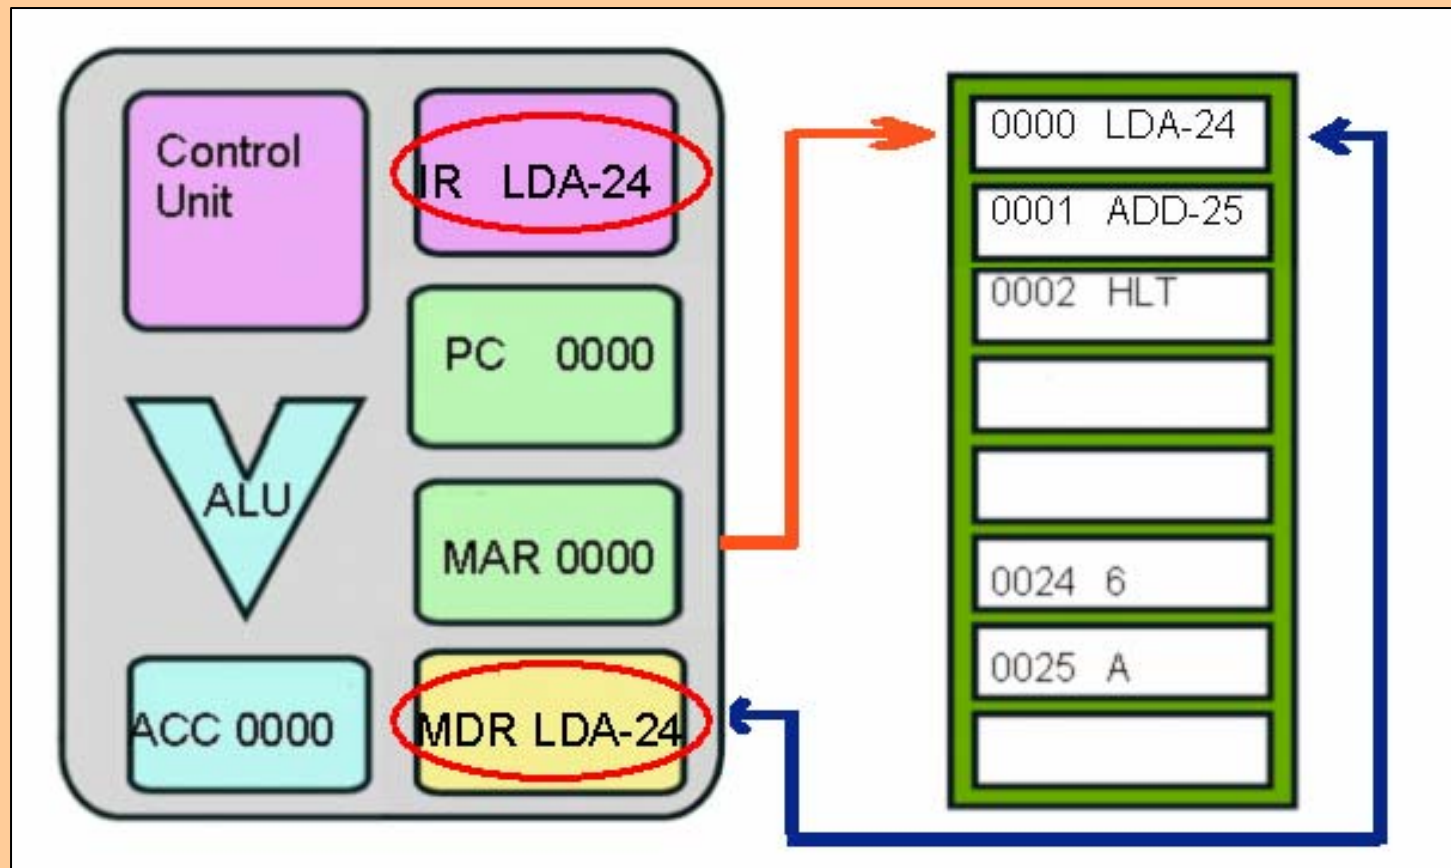 Control
Unit
IR LDA-24
PC 0000
ALU
MAR 0000
ACC 0000
MDR LDA-24
0000 LDA-24
0001 ADD-25
0002 HLT
0024 6
0025 A